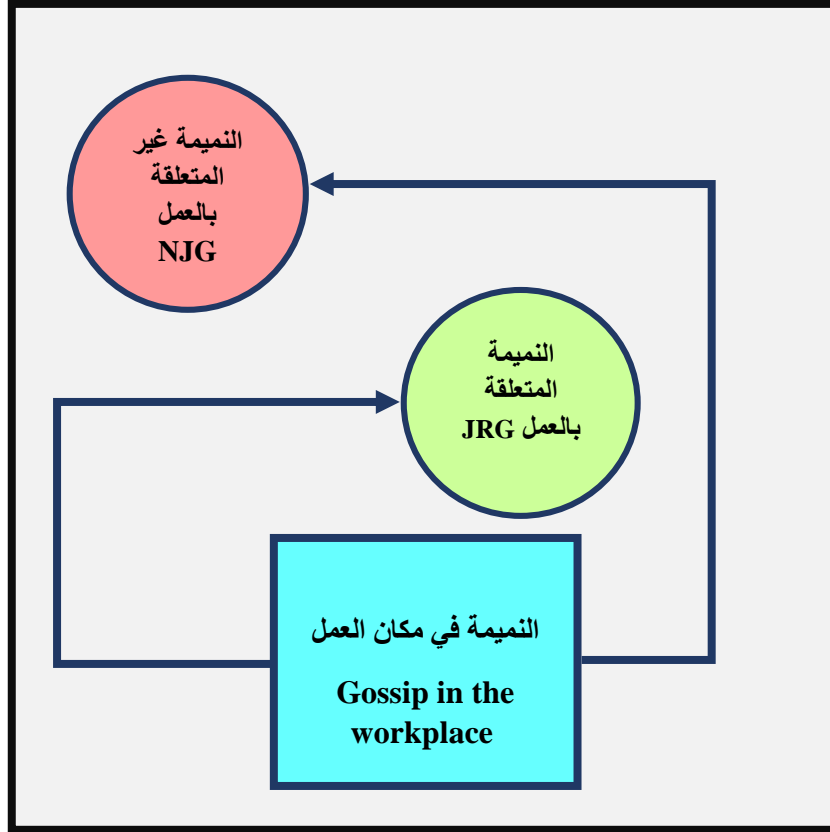 النميمة غير
المتعلقة
بالعمل
NJG
النميمة
المتعلقة
بالعمل JRG
النميمة في مكان العمل
Gossip in the
workplace